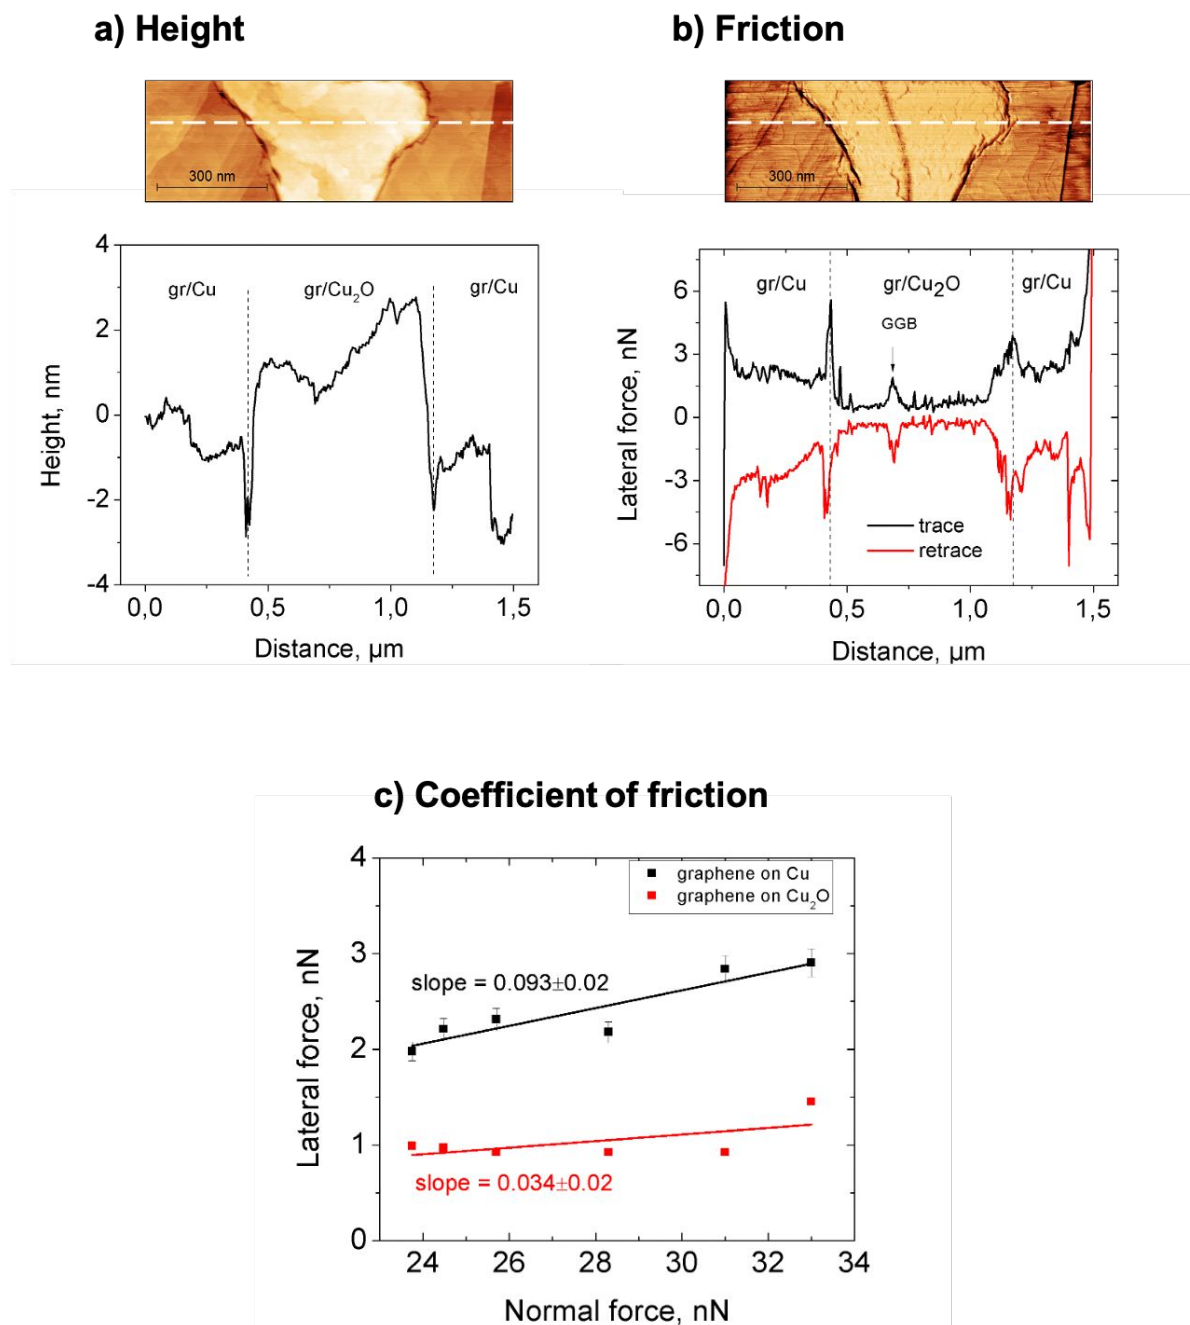 a) Height
b) Friction
300 nm
300 nm
4
2
0
-2
-4
Height, nm
gr/Cu
gr/Cu₂O
gr/Cu
0,0
0,5
1,0
1,5
Distance, µm
6
3
0
-3
-6
Lateral force, nN
gr/Cu
gr/Cu₂O
gr/Cu
GGB
trace
retrace
0,0
0,5
1,0
1,5
Distance, µm
c) Coefficient of friction
4
3
2
1
0
Lateral force, nN
graphene on Cu
graphene on Cu₂O
slope = 0.093±0.02
slope = 0.034±0.02
24
26
28
30
32
34
Normal force, nN